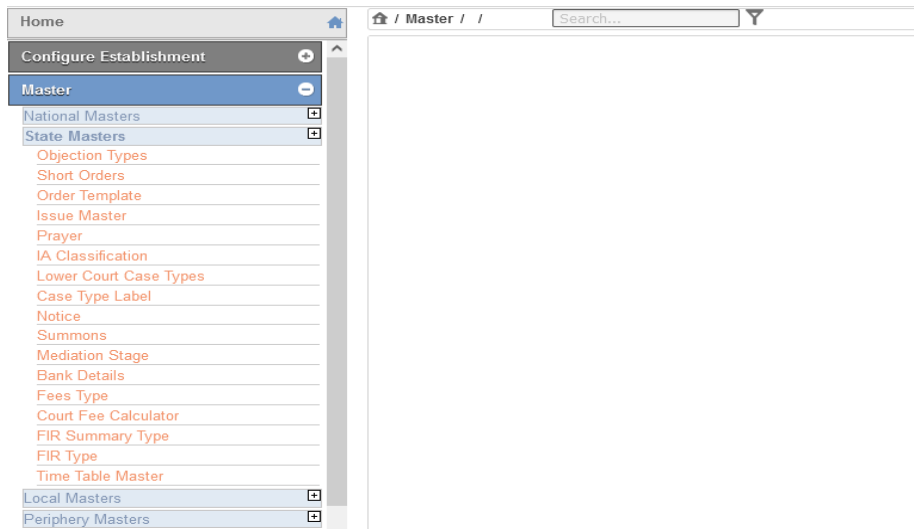 Home
/ Master / /
Search...
Configure Establishment
Master
National Masters
State Masters
Objection Types
Short Orders
Order Template
Issue Master
Prayer
IA Classification
Lower Court Case Types
Case Type Label
Notice
Summons
Mediation Stage
Bank Details
Fees Type
Court Fee Calculator
FIR Summary Type
FIR Type
Time Table Master
Local Masters
Periphery Masters